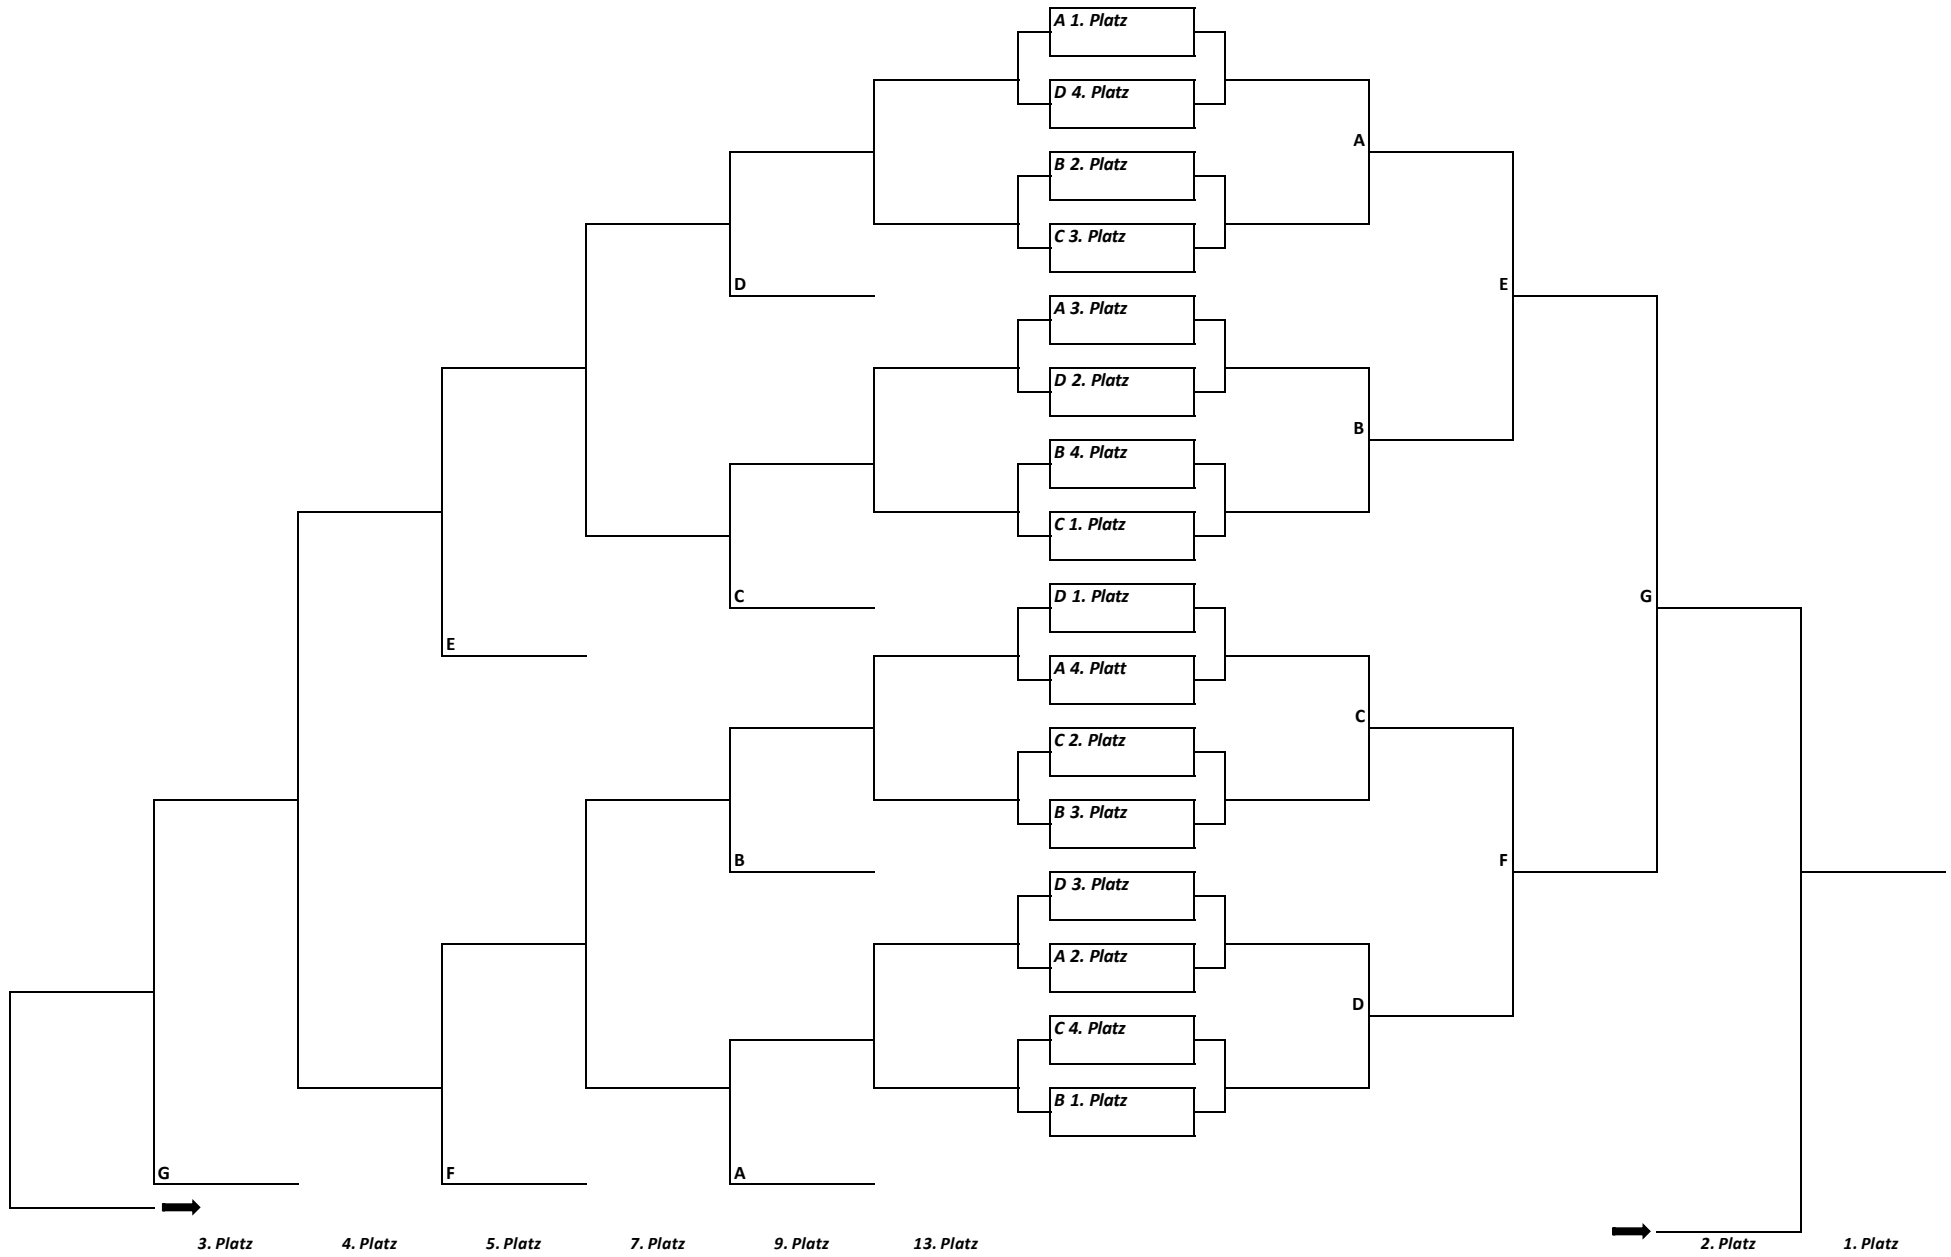 A 1. Platz
D 4. Platz
A
B 2. Platz
C 3. Platz
D
E
A 3. Platz
D 2. Platz
B
B 4. Platz
C 1. Platz
C
D 1. Platz
G
E
A 4. Platt
C
C 2. Platz
B 3. Platz
B
F
D 3. Platz
A 2. Platz
D
C 4. Platz
B 1. Platz
G
F
A
3. Platz
4. Platz
5. Platz
7. Platz
9. Platz
13. Platz
2. Platz
1. Platz